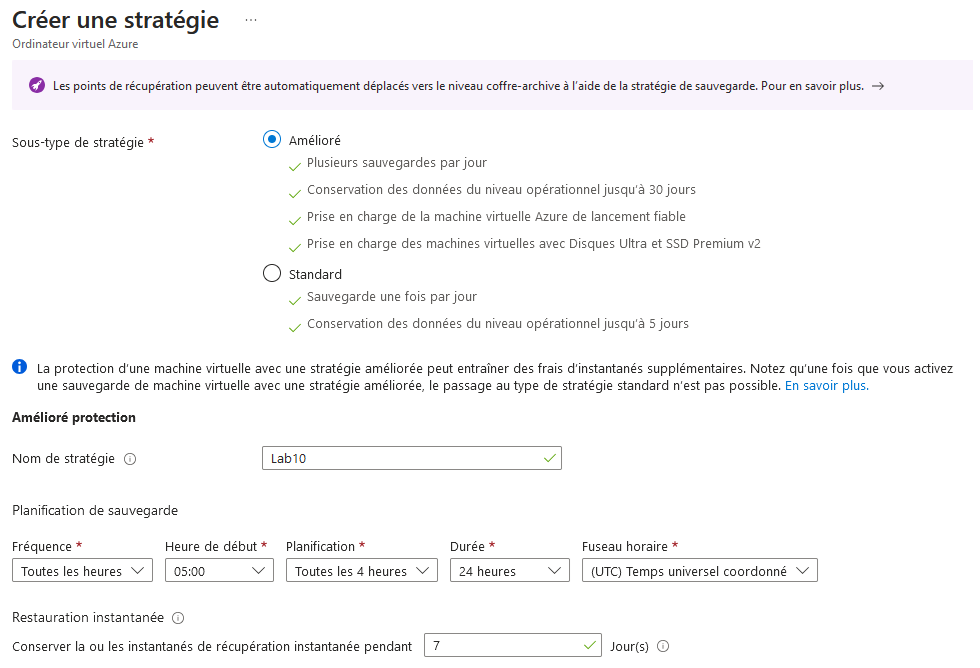 Créer une stratégie ...
Ordinateur virtuel Azure
Les points de récupération peuvent être automatiquement déplacés vers le niveau coffre-archive à l'aide de la stratégie de sauvegarde. Pour en savoir plus. →
Sous-type de stratégie *
Amélioré
Plusieurs sauvegardes par jour
Conservation des données du niveau opérationnel jusqu'à 30 jours
Prise en charge de la machine virtuelle Azure de lancement fiable
Prise en charge des machines virtuelles avec Disques Ultra et SSD Premium v2
Standard
Sauvegarde une fois par jour
Conservation des données du niveau opérationnel jusqu'à 5 jours
La protection d'une machine virtuelle avec une stratégie améliorée peut entraîner des frais d'instantanés supplémentaires. Notez qu'une fois que vous activez
une sauvegarde de machine virtuelle avec une stratégie améliorée, le passage au type de stratégie standard n'est pas possible. En savoir plus.
Amélioré protection
Nom de stratégie
Lab10
Planification de sauvegarde
Fréquence * Heure de début * Planification * Durée * Fuseau horaire *
Toutes les heures 05:00 Toutes les 4 heures 24 heures (UTC) Temps universel coordonné
Restauration instantanée
Conserver la ou les instantanés de récupération instantanée pendant 7 Jour(s)